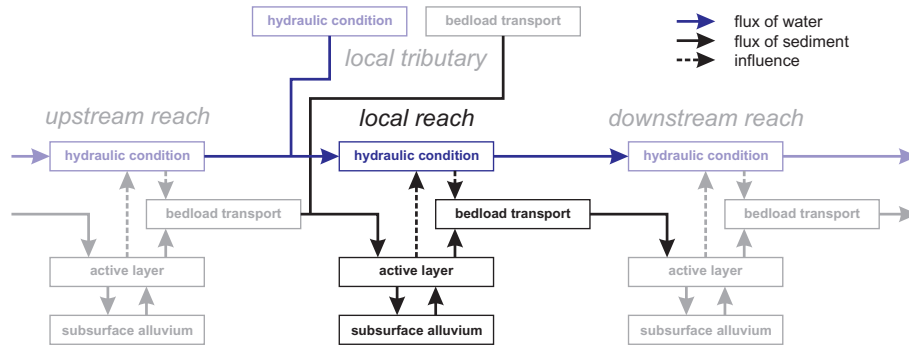 hydraulic condition
bedload transport
flux of water
flux of sediment
influence
local tributary
upstream reach
local reach
downstream reach
hydraulic condition
hydraulic condition
hydraulic condition
bedload transport
bedload transport
bedload transport
active layer
active layer
active layer
subsurface alluvium
subsurface alluvium
subsurface alluvium